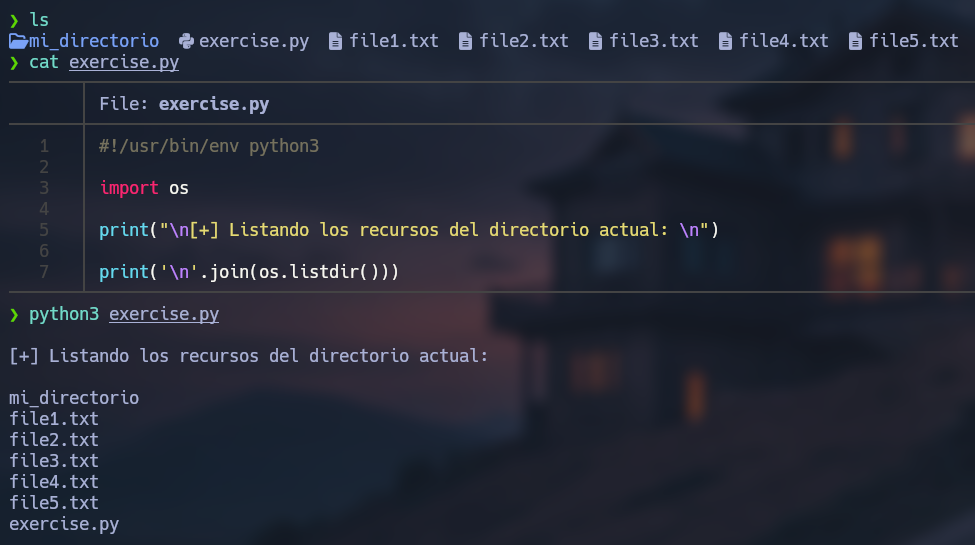 ❯ ls
mi_directorio exercise.py file1.txt file2.txt file3.txt file4.txt file5.txt
❯ cat exercise.py
File: exercise.py
1 #!/usr/bin/env python3
2
3 import os
4
5 print("\n[+] Listando los recursos del directorio actual: \n")
6
7 print('\n'.join(os.listdir()))
❯ python3 exercise.py
[+] Listando los recursos del directorio actual:
mi_directorio
file1.txt
file2.txt
file3.txt
file4.txt
file5.txt
exercise.py